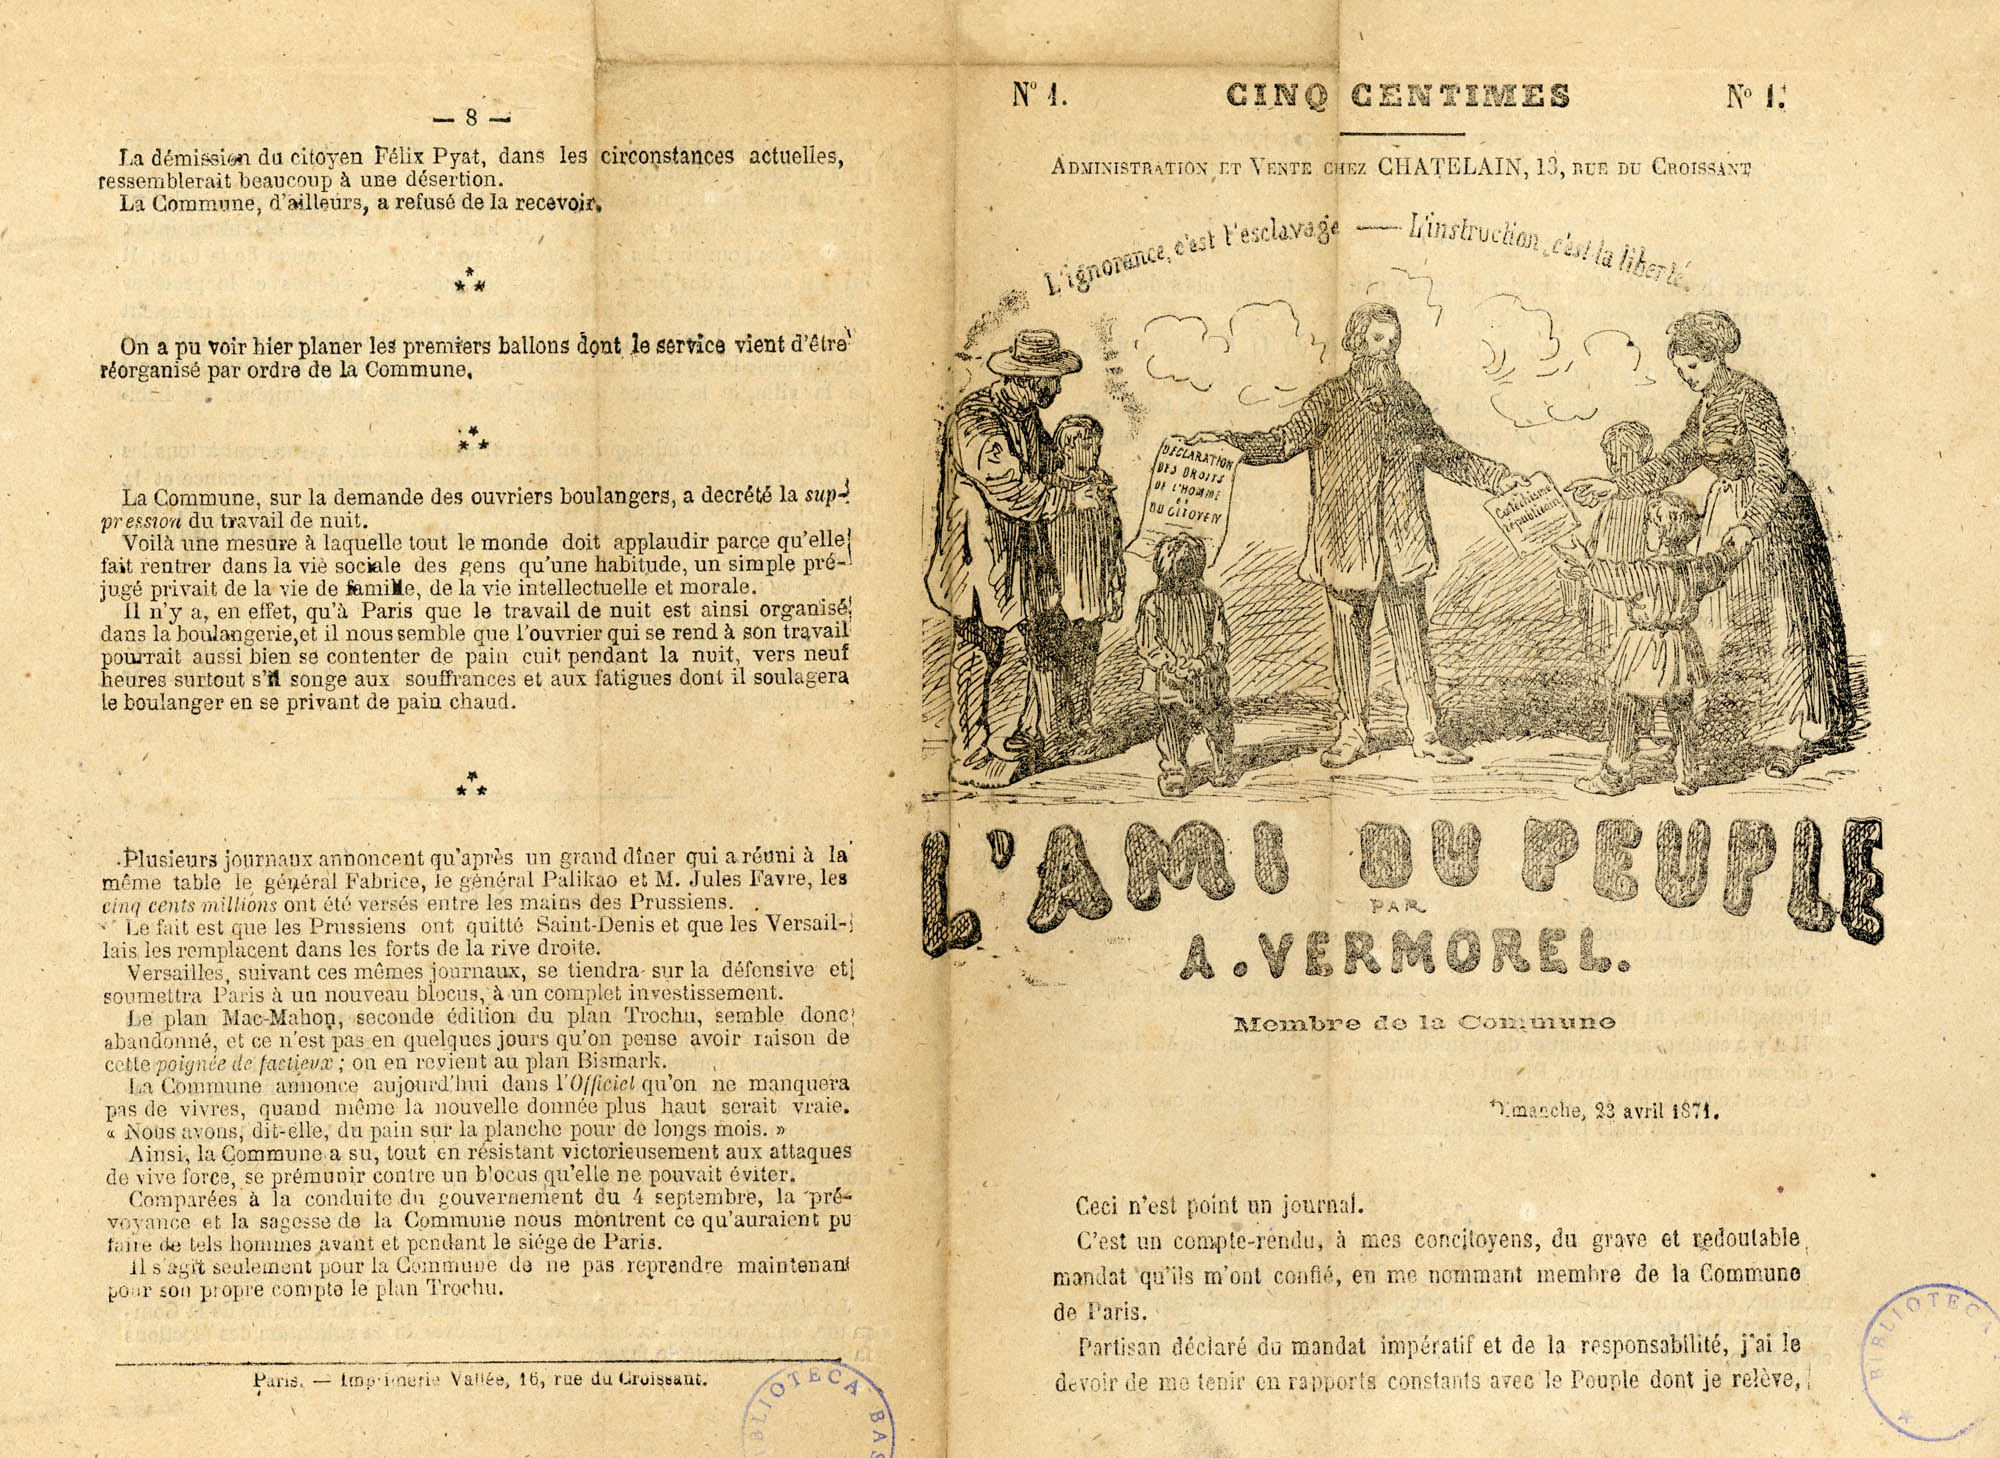 — 8 —
La démission du citoyen Félix Pyat, dans les circonstances actuelles,
ressemblerait beaucoup à une désertion.
La Commune, d'ailleurs, a refusé de la recevoir.
***
On a pu voir hier planer les premiers ballons dont le service vient d'être
réorganisé par ordre de la Commune.
***
La Commune, sur la demande des ouvriers boulangers, a decrété la sup-
pression du travail de nuit.
Voilà une mesure à laquelle tout le monde doit applaudir parce qu'elle
fait rentrer dans la vie sociale des gens qu'une habitude, un simple pré-
jugé privait de la vie de famille, de la vie intellectuelle et morale.
Il n'y a, en effet, qu'à Paris que le travail de nuit est ainsi organisé
dans la boulangerie, et il nous semble que l'ouvrier qui se rend à son travail
pourrait aussi bien se contenter de pain cuit pendant la nuit, vers neuf
heures surtout s'il songe aux souffrances et aux fatigues dont il soulagera
le boulanger en se privant de pain chaud.
***
Plusieurs journaux annoncent qu'après un grand dîner qui a réuni à la
même table le général Fabrice, le général Palikao et M. Jules Favre, les
cinq cents millions ont été versés entre les mains des Prussiens.
Le fait est que les Prussiens ont quitté Saint-Denis et que les Versail-
lais les remplacent dans les forts de la rive droite.
Versailles, suivant ces mêmes journaux, se tiendra sur la défensive et
soumettra Paris à un nouveau blocus, à un complet investissement.
Le plan Mac-Mahon, seconde édition du plan Trochu, semble donc
abandonné, et ce n'est pas en quelques jours qu'on pense avoir raison de
cette poignée de factieux ; on en revient au plan Bismark.
La Commune annonce aujourd'hui dans l'Officiel qu'on ne manquera
pas de vivres, quand même la nouvelle donnée plus haut serait vraie.
« Nous avons, dit-elle, du pain sur la planche pour de longs mois. »
Ainsi, la Commune a su, tout en résistant victorieusement aux attaques
de vive force, se prémunir contre un blocus qu'elle ne pouvait éviter.
Comparées à la conduite du gouvernement du 4 septembre, la pré-
voyance et la sagesse de la Commune nous montrent ce qu'auraient pu
faire de tels hommes avant et pendant le siége de Paris.
Il s'agit seulement pour la Commune de ne pas reprendre maintenant
pour son propre compte le plan Trochu.
Paris. — Imprimerie Vallée, 16, rue du Croissant.
BIBLIOTECA BAS
Nº 1. CINQ CENTIMES Nº 1.
ADMINISTRATION ET VENTE CHEZ CHATELAIN, 13, RUE DU CROISSANT
L'ignorance, c'est l'esclavage — L'instruction, c'est la liberté.
DÉCLARATION
DES DROITS
DE L'HOMME
ET
DU CITOYEN
Catéchisme
républicain
L'AMI DU PEUPLE
PAR
A. VERMOREL.
Membre de la Commune
Dimanche, 23 avril 1871.
Ceci n'est point un journal.
C'est un compte-rendu, à mes concitoyens, du grave et redoutable
mandat qu'ils m'ont confié, en me nommant membre de la Commune
de Paris.
Partisan déclaré du mandat impératif et de la responsabilité, j'ai le
devoir de me tenir en rapports constants avec le Peuple dont je relève,
BIBLIOTECA